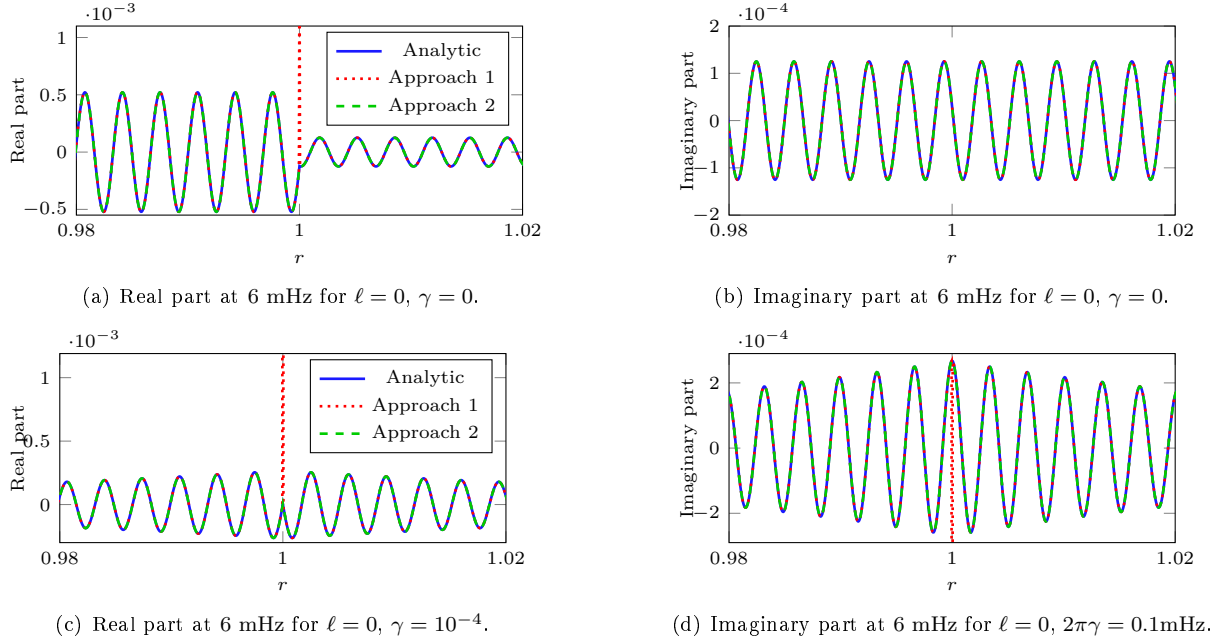 ·10⁻³
1
0.5
0
−0.5
Real part
Analytic
Approach 1
Approach 2
0.98
1
1.02
r
(a) Real part at 6 mHz for ℓ = 0, γ = 0.
·10⁻⁴
2
1
0
−1
−2
Imaginary part
0.98
1
1.02
r
(b) Imaginary part at 6 mHz for ℓ = 0, γ = 0.
·10⁻³
1
0.5
0
Real part
Analytic
Approach 1
Approach 2
0.98
1
1.02
r
(c) Real part at 6 mHz for ℓ = 0, γ = 10⁻⁴.
·10⁻⁴
2
0
−2
Imaginary part
0.98
1
1.02
r
(d) Imaginary part at 6 mHz for ℓ = 0, 2πγ = 0.1mHz.